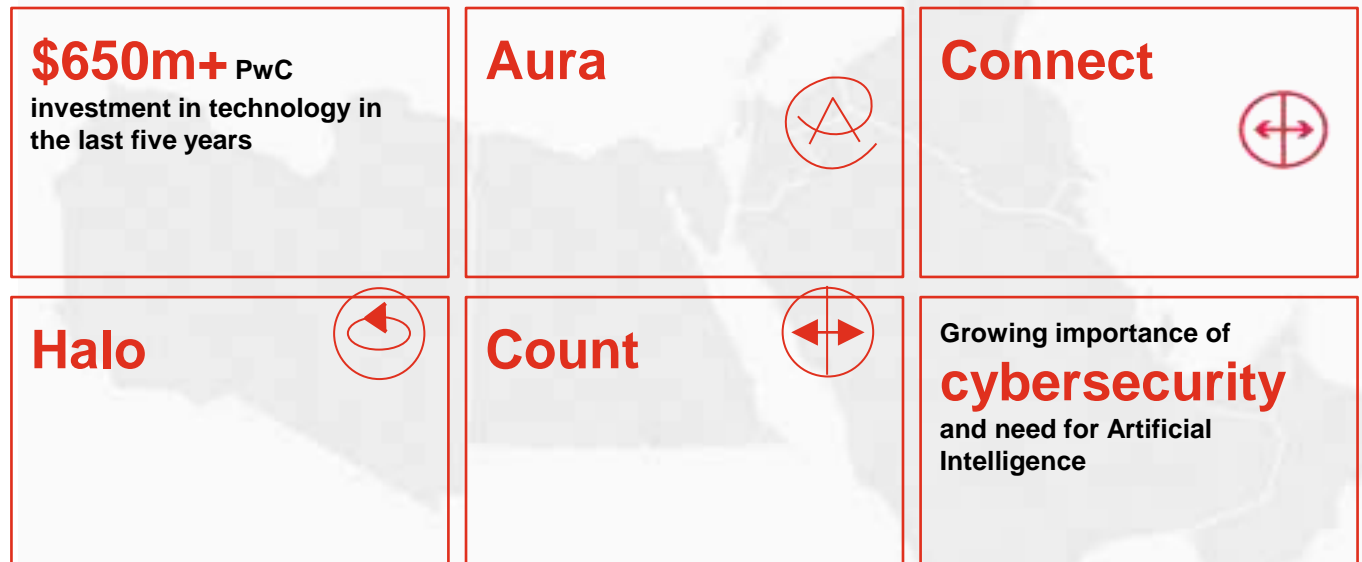 $650m+ PwC
investment in technology in
the last five years
Aura
Connect
Halo
Count
Growing importance of
cybersecurity
and need for Artificial
Intelligence